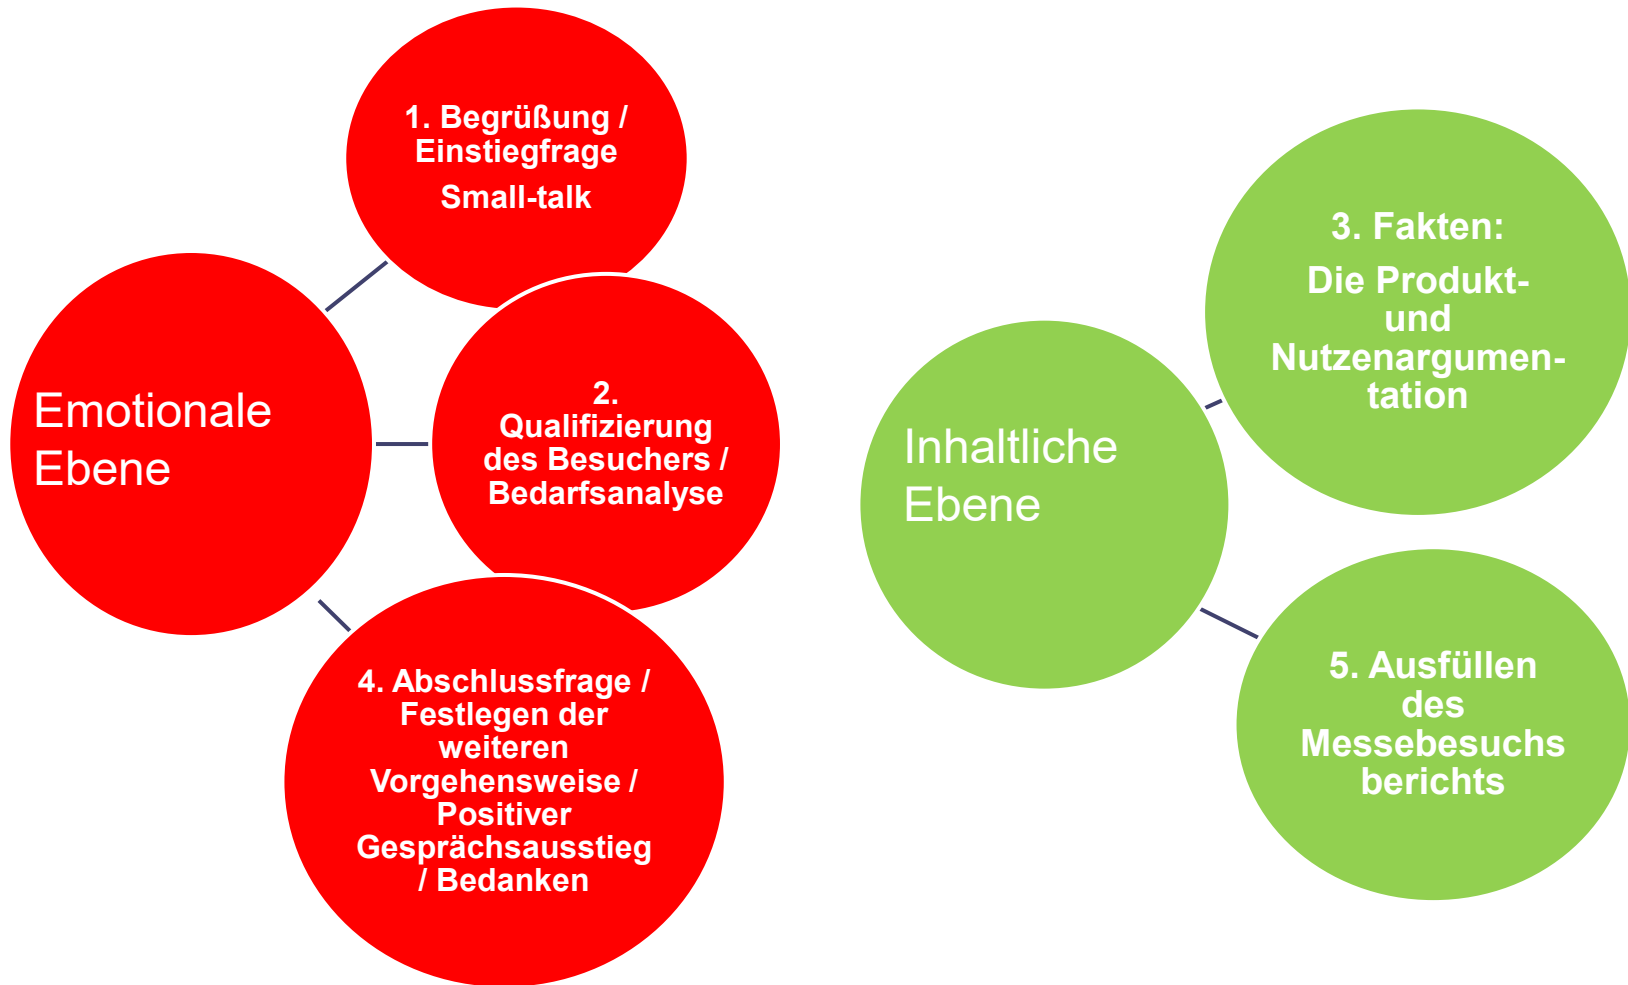 Emotionale
Ebene
1. Begrüßung /
Einstiegfrage
Small-talk
2.
Qualifizierung
des Besuchers /
Bedarfsanalyse
4. Abschlussfrage /
Festlegen der
weiteren
Vorgehensweise /
Positiver
Gesprächsausstieg
/ Bedanken
Inhaltliche
Ebene
3. Fakten:
Die Produkt-
und
Nutzenargumen-
tation
5. Ausfüllen
des
Messebesuchs
berichts